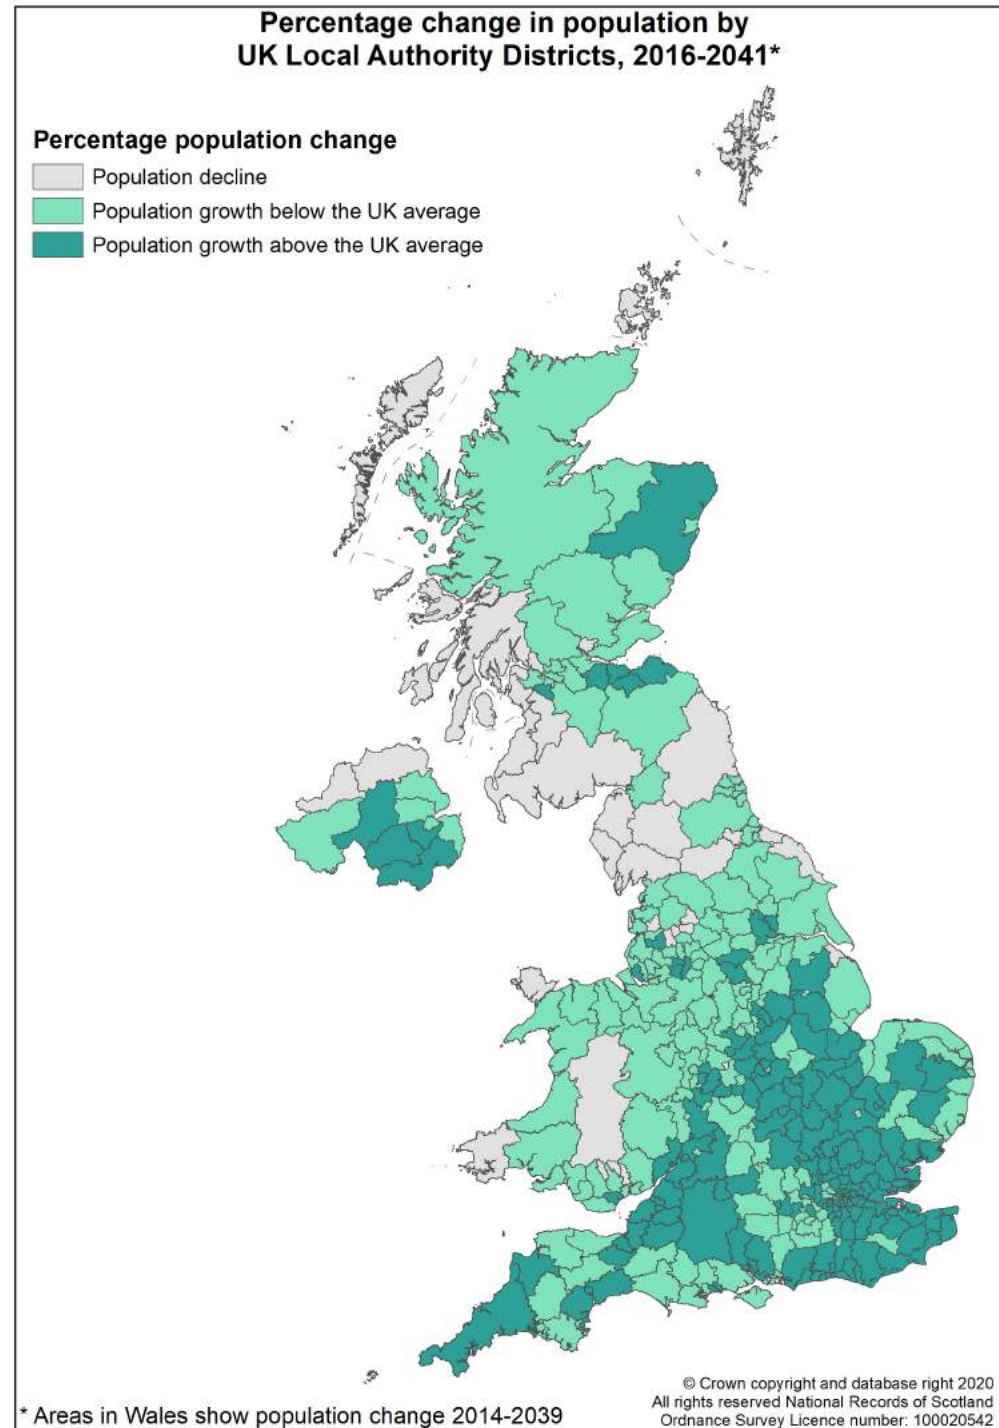 Percentage change in population by
UK Local Authority Districts, 2016-2041*
Percentage population change
Population decline
Population growth below the UK average
Population growth above the UK average
© Crown copyright and database right 2020
All rights reserved National Records of Scotland
Ordnance Survey Licence number: 100020542
* Areas in Wales show population change 2014-2039